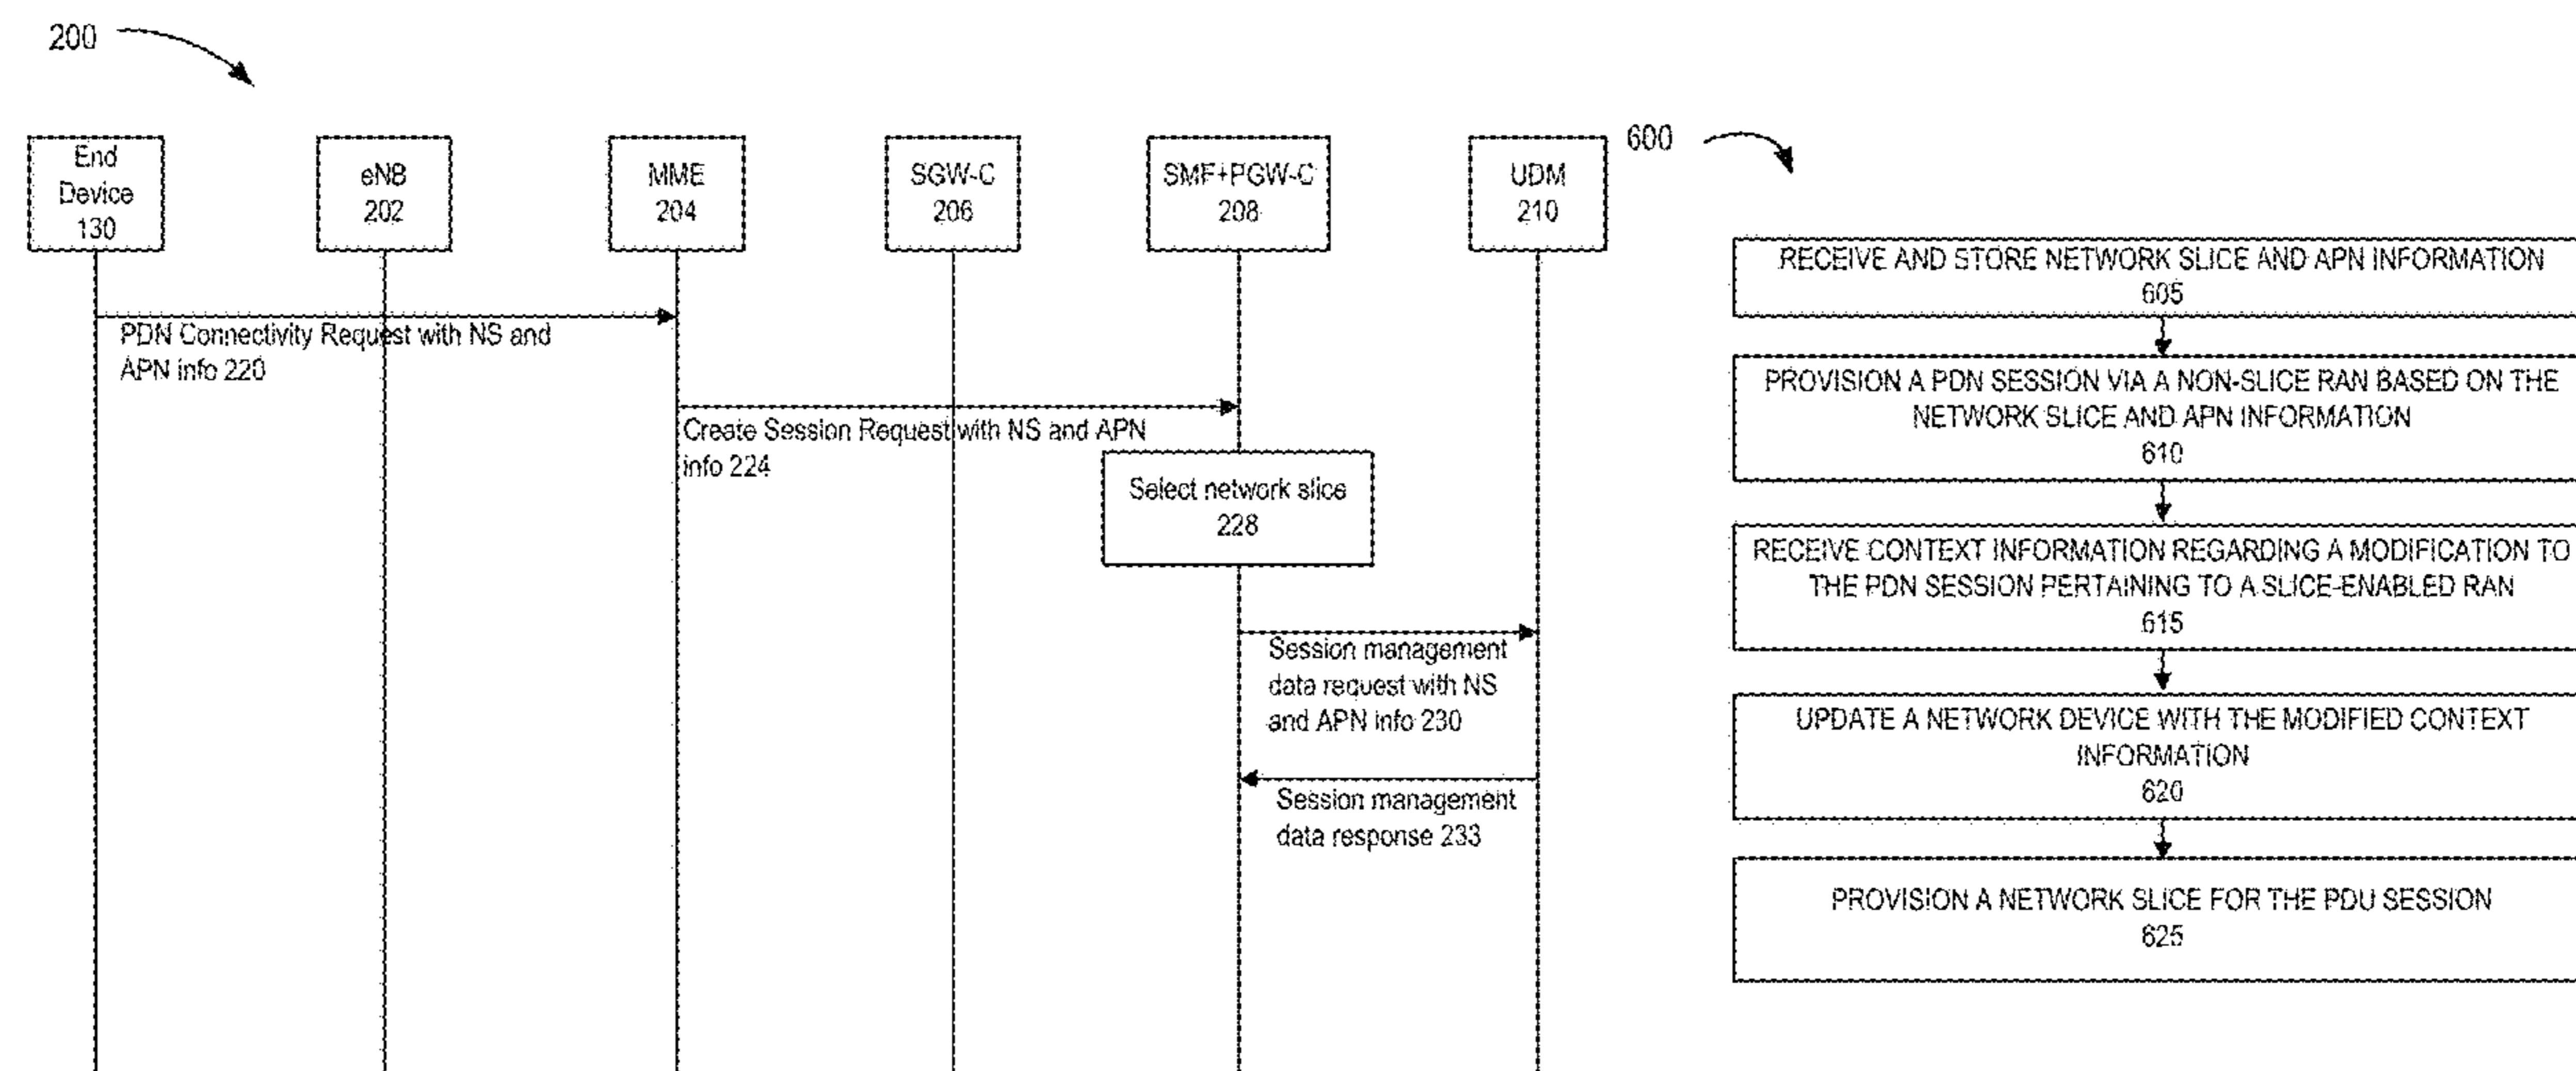 200
End
Device
130
eNB
202
MME
204
SGW-C
206
SMF+PGW-C
208
UDM
210
PDN Connectivity Request with NS and
APN info 220
Create Session Request with NS and APN
info 224
Select network slice
228
Session management
data request with NS
and APN info 230
Session management
data response 233
600
RECEIVE AND STORE NETWORK SLICE AND APN INFORMATION
605
PROVISION A PDN SESSION VIA A NON-SLICE RAN BASED ON THE
NETWORK SLICE AND APN INFORMATION
610
RECEIVE CONTEXT INFORMATION REGARDING A MODIFICATION TO
THE PDN SESSION PERTAINING TO A SLICE-ENABLED RAN
615
UPDATE A NETWORK DEVICE WITH THE MODIFIED CONTEXT
INFORMATION
620
PROVISION A NETWORK SLICE FOR THE PDU SESSION
625